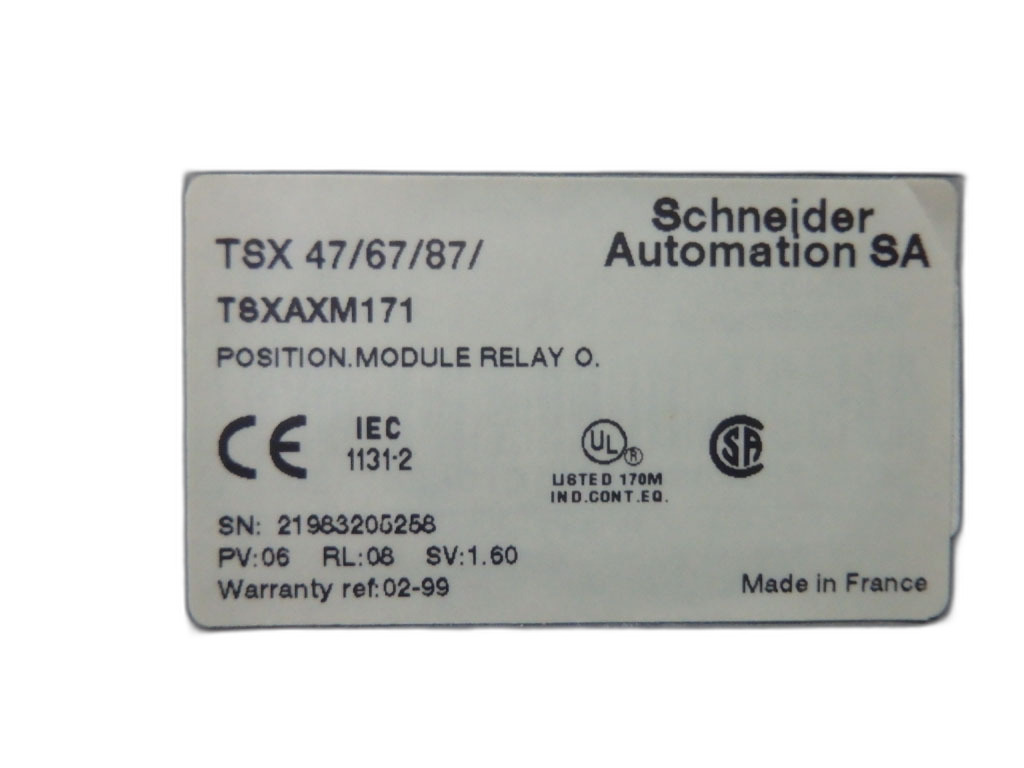 Schneider
Automation SA
TSX 47/67/87/
TSXAXM171
POSITION.MODULE RELAY O.
CE
IEC
1131-2
UL
®
LISTED 170M
IND.CONT.EQ.
SA
SN: 21983205258
PV:06 RL:08 SV:1.60
Warranty ref:02-99
Made in France